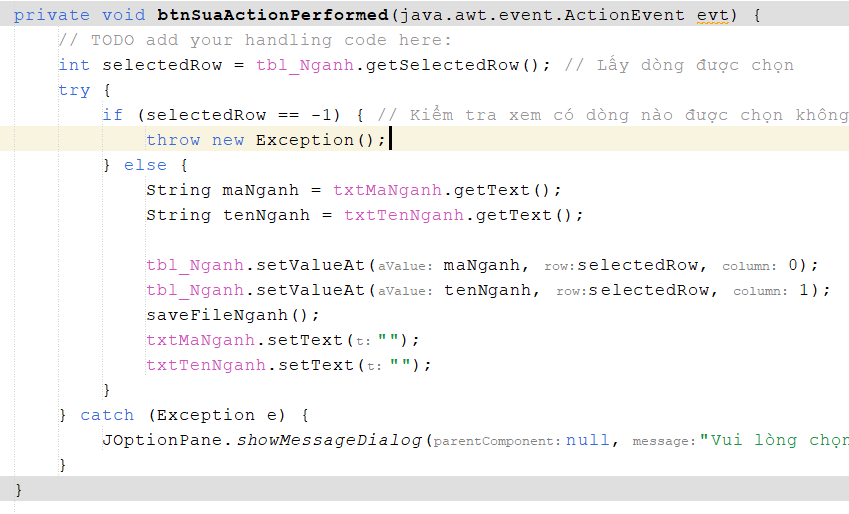 private void btnSuaActionPerformed(java.awt.event.ActionEvent evt) {
// TODO add your handling code here:
int selectedRow = tbl_Nganh.getSelectedRow(); // Lấy dòng được chọn
try {
if (selectedRow == -1) { // Kiểm tra xem có dòng nào được chọn không
throw new Exception();
} else {
String maNganh = txtMaNganh.getText();
String tenNganh = txtTenNganh.getText();
tbl_Nganh.setValueAt(aValue: maNganh, row:selectedRow, column: 0);
tbl_Nganh.setValueAt(aValue: tenNganh, row:selectedRow, column: 1);
saveFileNganh();
txtMaNganh.setText(t:"");
txtTenNganh.setText(t:"");
}
} catch (Exception e) {
JOptionPane.showMessageDialog(parentComponent:null, message:"Vui lòng chọn
}
}